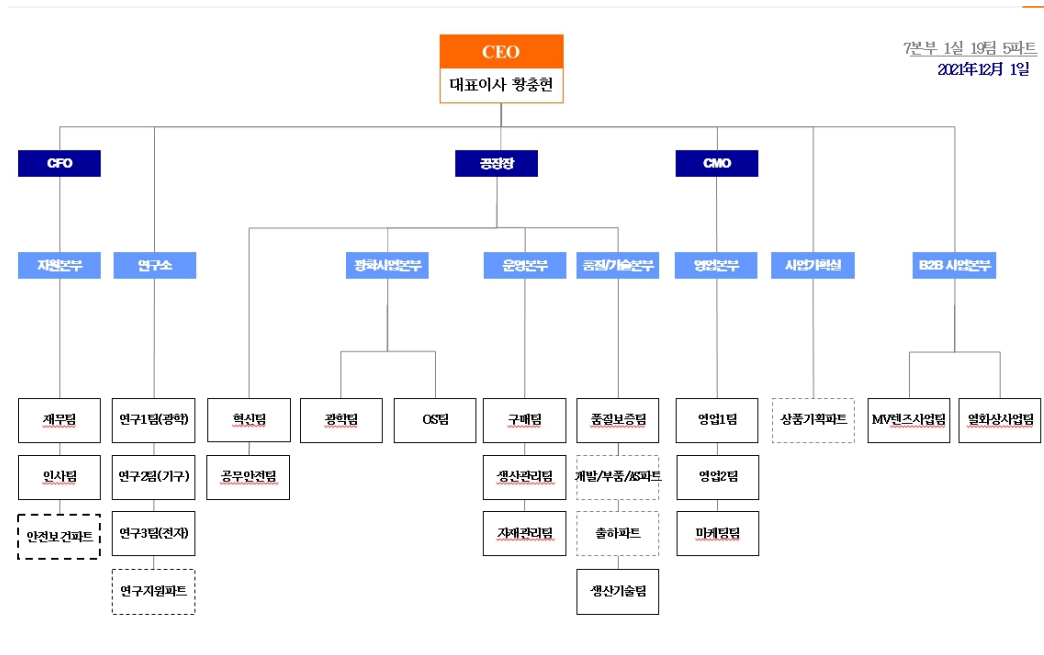 CEO
대표이사 황충현
7본부 1실 19팀 5파트
2021年12月 1일
CFO
공장장
CMO
지원본부
연구소
광학사업본부
운영본부
품질/기술본부
영업본부
사업기획실
B2B 사업본부
재무팀
연구1팀(광학)
혁신팀
광학팀
OS팀
구매팀
품질보증팀
영업1팀
상품기획파트
MV렌즈사업팀
열화상사업팀
인사팀
연구2팀(기구)
공무안전팀
생산관리팀
개발/부품/AS파트
영업2팀
안전보건파트
연구3팀(전자)
자재관리팀
출하파트
마케팅팀
연구지원파트
생산기술팀